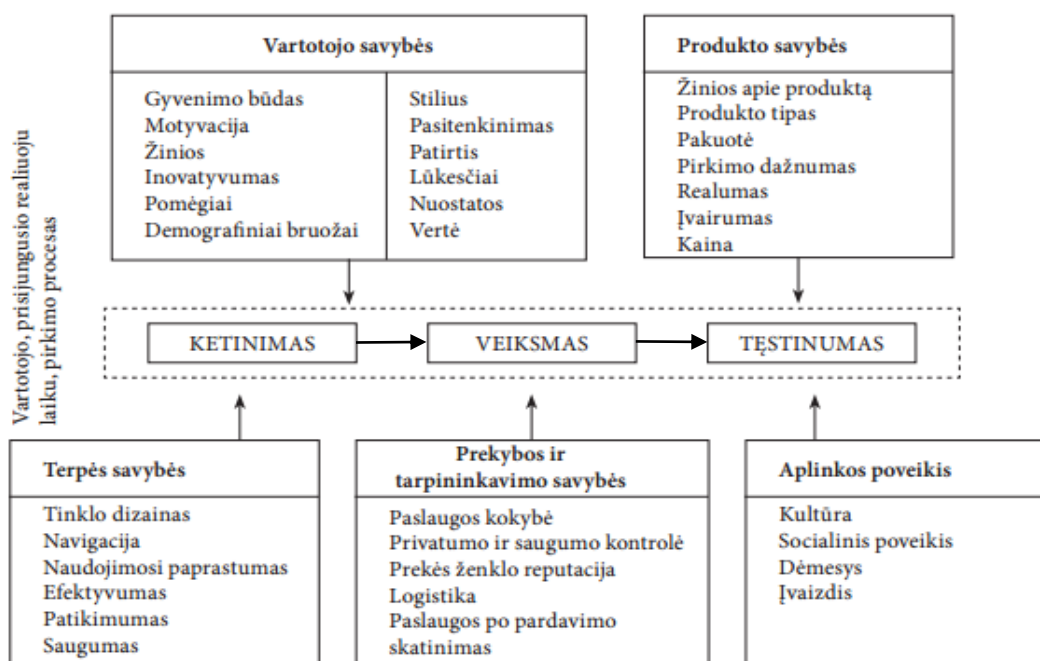 Vartotojo savybės
Gyvenimo būdas
Motyvacija
Žinios
Inovatyvumas
Pomėgiai
Demografiniai bruožai
Stilius
Pasitenkinimas
Patirtis
Lūkesčiai
Nuostatos
Vertė
Produkto savybės
Žinios apie produktą
Produkto tipas
Pakuotė
Pirkimo dažnumas
Realumas
Įvairumas
Kaina
Vartotojo, prisijungusio realiuoju
laiku, pirkimo procesas
KETINIMAS
VEIKSMAS
TĘSTINUMAS
Terpės savybės
Tinklo dizainas
Navigacija
Naudojimosi paprastumas
Efektyvumas
Patikimumas
Saugumas
Prekybos ir
tarpininkavimo savybės
Paslaugos kokybė
Privatumo ir saugumo kontrolė
Prekės ženklo reputacija
Logistika
Paslaugos po pardavimo
skatinimas
Aplinkos poveikis
Kultūra
Socialinis poveikis
Dėmesys
Įvaizdis